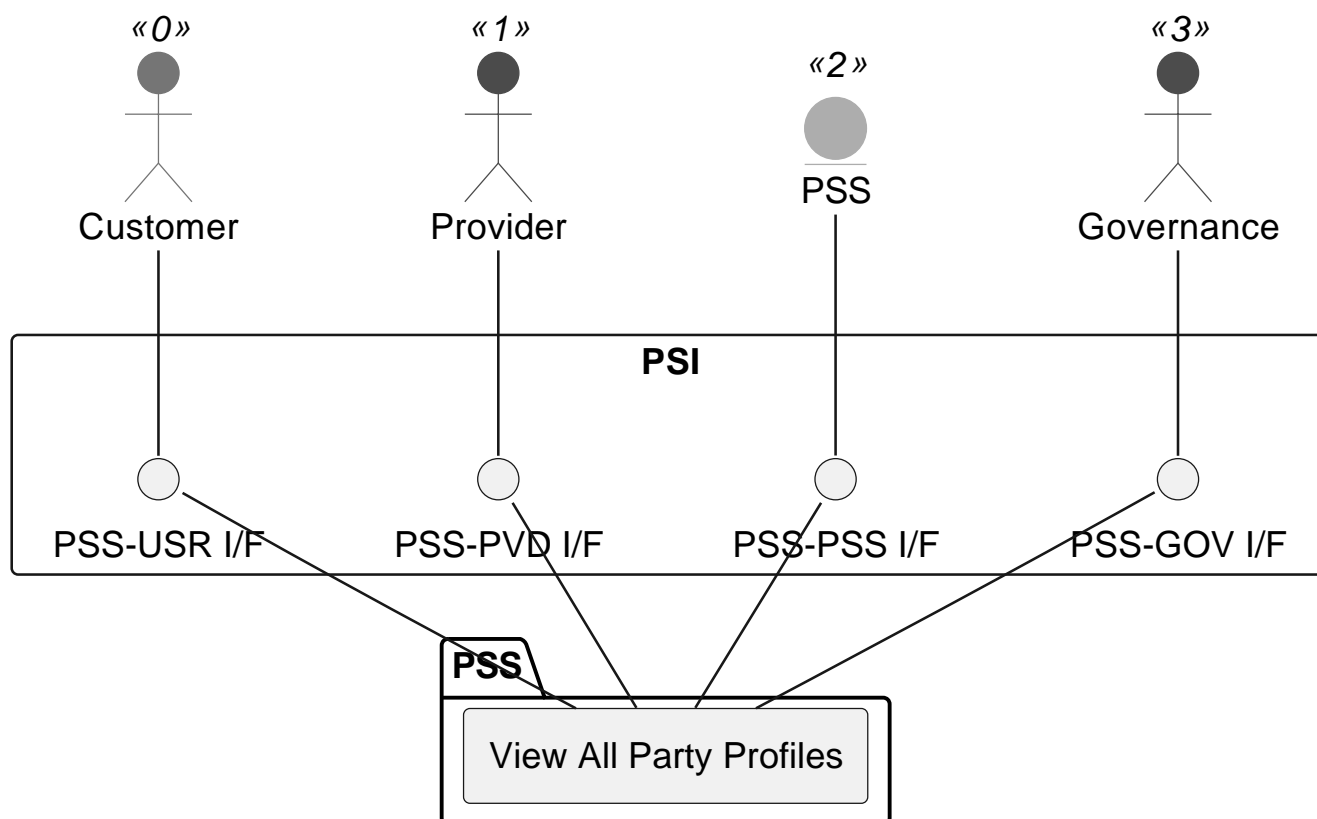 «0»
«1»
«2»
«3»
Customer
Provider
PSS
Governance
PSI
PSS-USR I/F
PSS-PVD I/F
PSS-PSS I/F
PSS-GOV I/F
PSS
View All Party Profiles